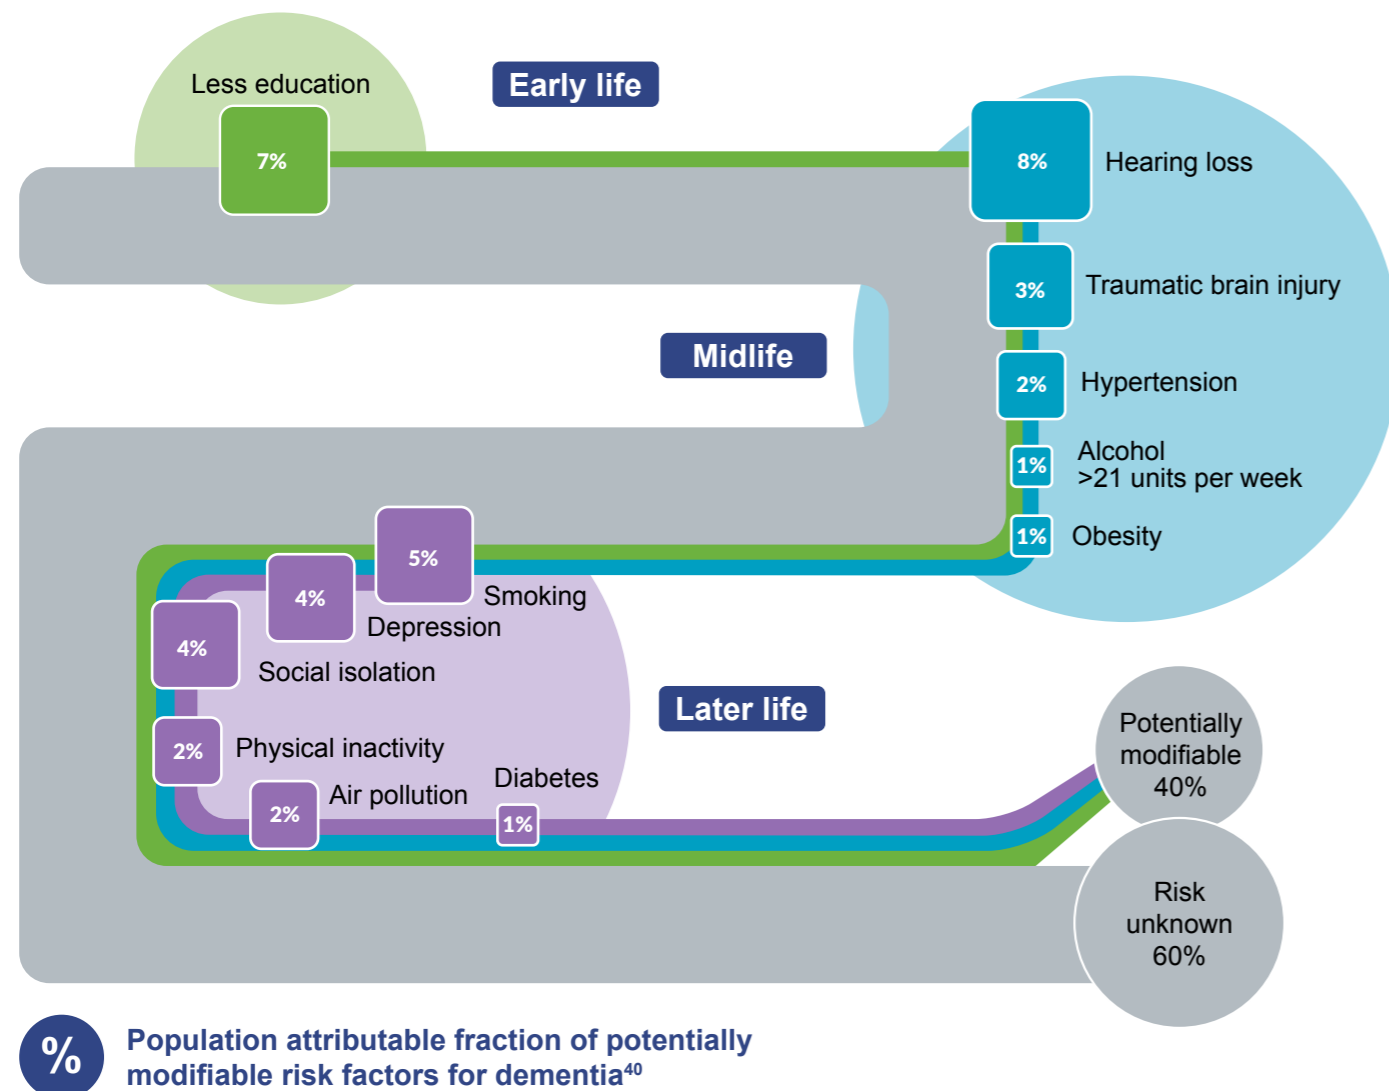 Less education
7%
Early life
8%
Hearing loss
3%
Traumatic brain injury
Midlife
2%
Hypertension
1%
Alcohol
>21 units per week
1%
Obesity
5%
Smoking
4%
Depression
4%
Social isolation
Later life
2%
Physical inactivity
2%
Air pollution
Diabetes
1%
Potentially
modifiable
40%
Risk
unknown
60%
%
Population attributable fraction of potentially
modifiable risk factors for dementia⁴⁰